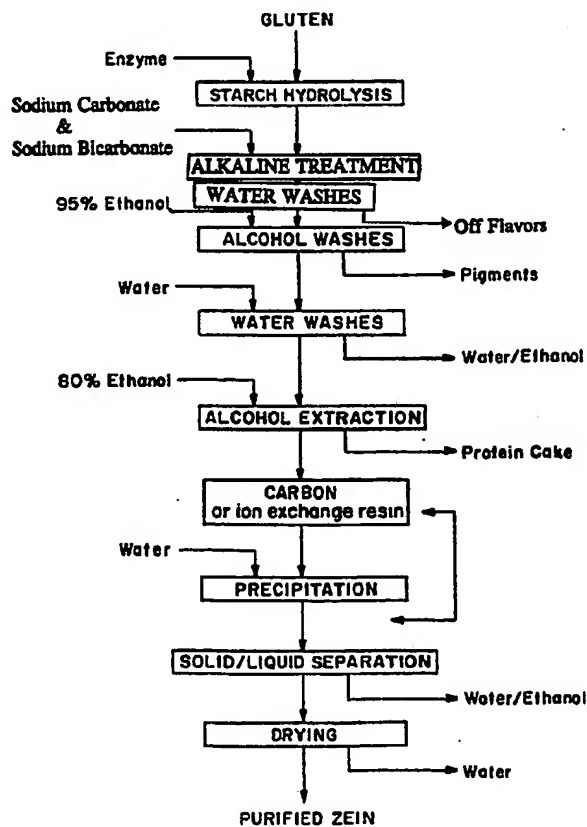 GLUTEN
Enzyme
STARCH HYDROLYSIS
Sodium Carbonate
&
Sodium Bicarbonate
ALKALINE TREATMENT
WATER WASHES
95% Ethanol
Off Flavors
ALCOHOL WASHES
Pigments
Water
WATER WASHES
Water/Ethanol
80% Ethanol
ALCOHOL EXTRACTION
Protein Cake
CARBON
or ion exchange resin
Water
PRECIPITATION
SOLID/LIQUID SEPARATION
Water/Ethanol
DRYING
Water
PURIFIED ZEIN